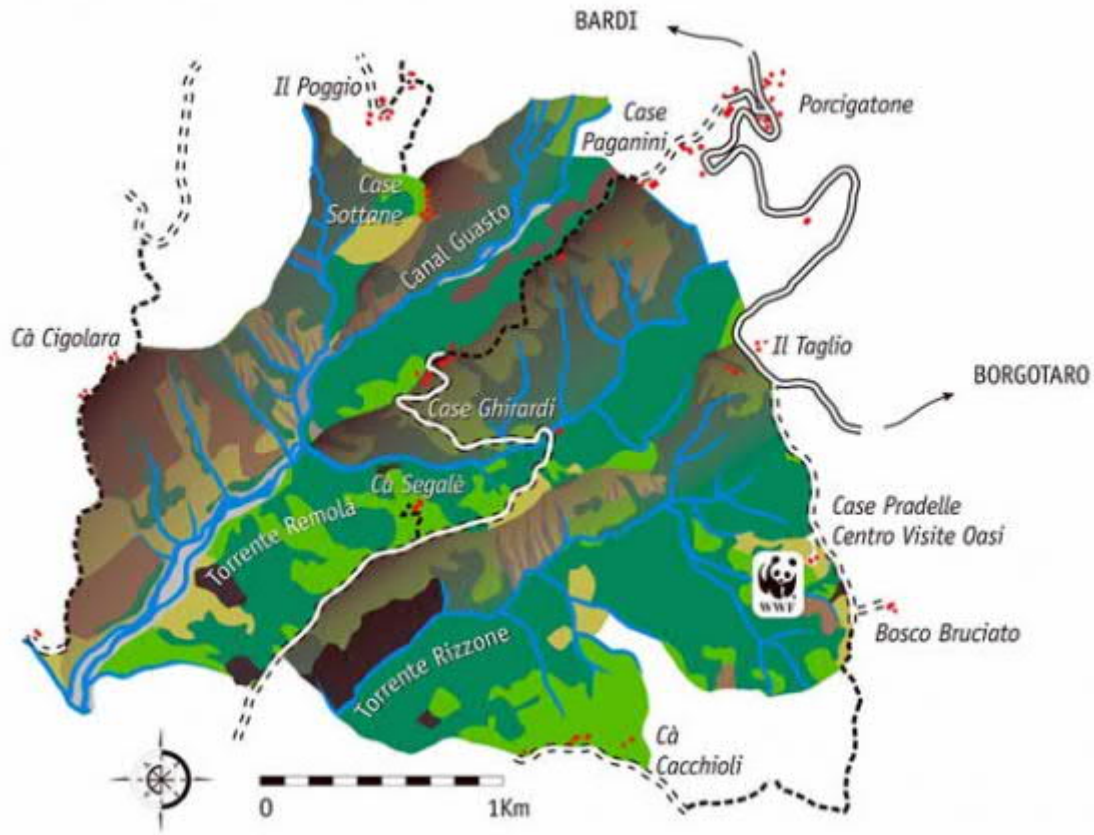 BARDI
Il Poggio
Porcigatone
Case
Paganini
Case
Sottane
Canal Guasto
Cà Cigolara
Il Taglio
BORGOTARO
Case Ghirardi
Cà Segalè
Case Pradelle
Centro Visite Oasi
Torrente Remola
WWF
Bosco Bruciato
Torrente Rizzone
Cà
Cacchioli
0 1Km